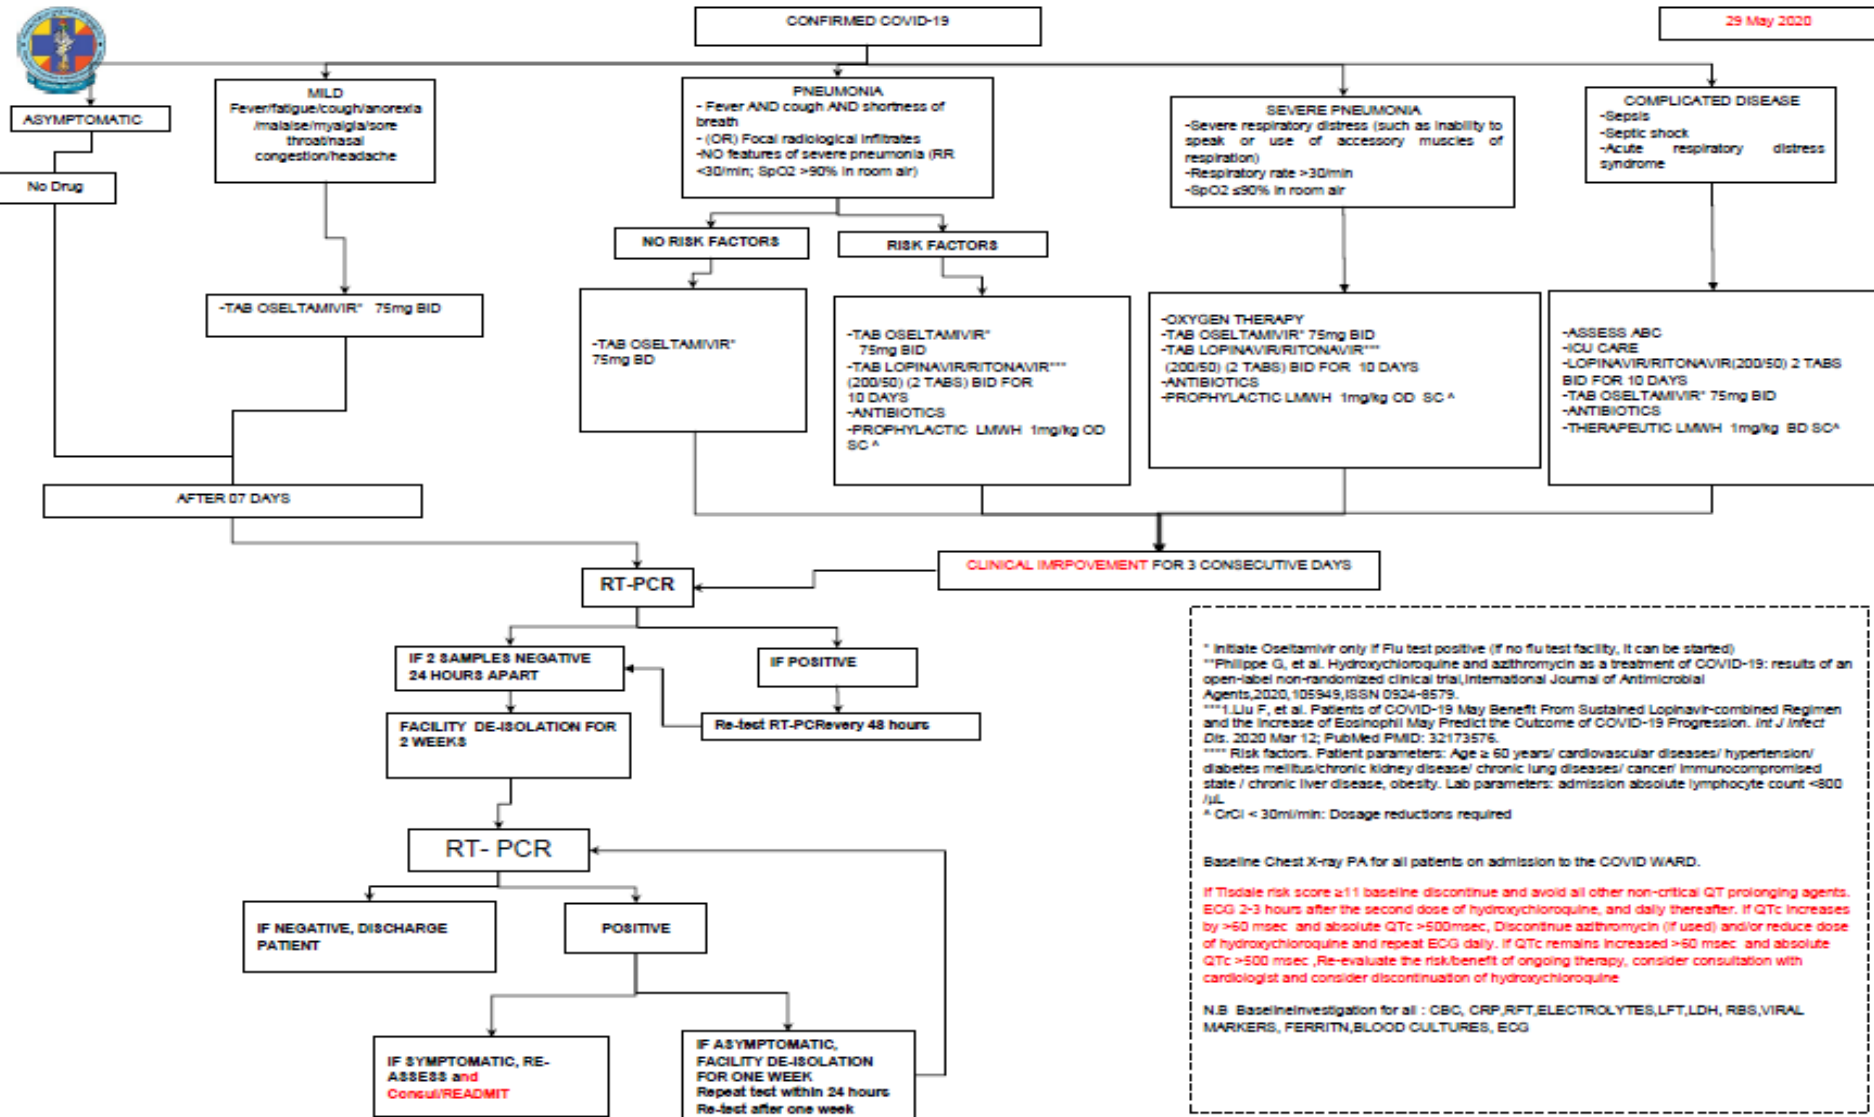 CONFIRMED COVID-19
29 May 2020
ASYMPTOMATIC
No Drug
MILD
Fever/fatigue/cough/anorexia
/malaise/myalgia/sore
throat/nasal
congestion/headache
PNEUMONIA
- Fever AND cough AND shortness of
breath
- (OR) Focal radiological infiltrates
-NO features of severe pneumonia (RR
<30/min; SpO2 >90% in room air)
SEVERE PNEUMONIA
-Severe respiratory distress (such as inability to
speak or use of accessory muscles of
respiration)
-Respiratory rate >30/min
-SpO2 ≤90% in room air
COMPLICATED DISEASE
-Sepsis
-Septic shock
-Acute respiratory distress
syndrome
NO RISK FACTORS
RISK FACTORS
-TAB OSELTAMIVIR* 75mg BID
-TAB OSELTAMIVIR*
75mg BD
-TAB OSELTAMIVIR*
75mg BID
-TAB LOPINAVIR/RITONAVIR***
(200/50) (2 TABS) BID FOR
10 DAYS
-ANTIBIOTICS
-PROPHYLACTIC LMWH 1mg/kg OD
SC ^
-OXYGEN THERAPY
-TAB OSELTAMIVIR* 75mg BID
-TAB LOPINAVIR/RITONAVIR***
(200/50) (2 TABS) BID FOR 10 DAYS
-ANTIBIOTICS
-PROPHYLACTIC LMWH 1mg/kg OD SC ^
-ASSESS ABC
-ICU CARE
-LOPINAVIR/RITONAVIR(200/50) 2 TABS
BID FOR 10 DAYS
-TAB OSELTAMIVIR* 75mg BID
-ANTIBIOTICS
-THERAPEUTIC LMWH 1mg/kg BD SC^
AFTER 07 DAYS
CLINICAL IMRPOVEMENT FOR 3 CONSECUTIVE DAYS
RT-PCR
IF 2 SAMPLES NEGATIVE
24 HOURS APART
IF POSITIVE
Re-test RT-PCRevery 48 hours
FACILITY DE-ISOLATION FOR
2 WEEKS
RT- PCR
IF NEGATIVE, DISCHARGE
PATIENT
POSITIVE
IF SYMPTOMATIC, RE-
ASSESS and
Consul/READMIT
IF ASYMPTOMATIC,
FACILITY DE-ISOLATION
FOR ONE WEEK
Repeat test within 24 hours
Re-test after one week
* Initiate Oseltamivir only if Flu test positive (if no flu test facility, it can be started)
**Philippe G, et al. Hydroxychloroquine and azithromycin as a treatment of COVID-19: results of an
open-label non-randomized clinical trial,International Journal of Antimicrobial
Agents,2020,105949,ISSN 0924-8579.
***1.Liu F, et al. Patients of COVID-19 May Benefit From Sustained Lopinavir-combined Regimen
and the Increase of Eosinophil May Predict the Outcome of COVID-19 Progression. Int J Infect
Dis. 2020 Mar 12; PubMed PMID: 32173576.
**** Risk factors. Patient parameters: Age ≥ 60 years/ cardiovascular diseases/ hypertension/
diabetes mellitus/chronic kidney disease/ chronic lung diseases/ cancer/ immunocompromised
state / chronic liver disease, obesity. Lab parameters: admission absolute lymphocyte count <800
/µL
^ CrCl < 30ml/min: Dosage reductions required
Baseline Chest X-ray PA for all patients on admission to the COVID WARD.
If Tisdale risk score ≥11 baseline discontinue and avoid all other non-critical QT prolonging agents.
ECG 2-3 hours after the second dose of hydroxychloroquine, and daily thereafter. If QTc increases
by >60 msec and absolute QTc >500msec, Discontinue azithromycin (if used) and/or reduce dose
of hydroxychloroquine and repeat ECG daily. If QTc remains increased >60 msec and absolute
QTc >500 msec ,Re-evaluate the risk/benefit of ongoing therapy, consider consultation with
cardiologist and consider discontinuation of hydroxychloroquine
N.B BaselineInvestigation for all : CBC, CRP,RFT,ELECTROLYTES,LFT,LDH, RBS,VIRAL
MARKERS, FERRITN,BLOOD CULTURES, ECG